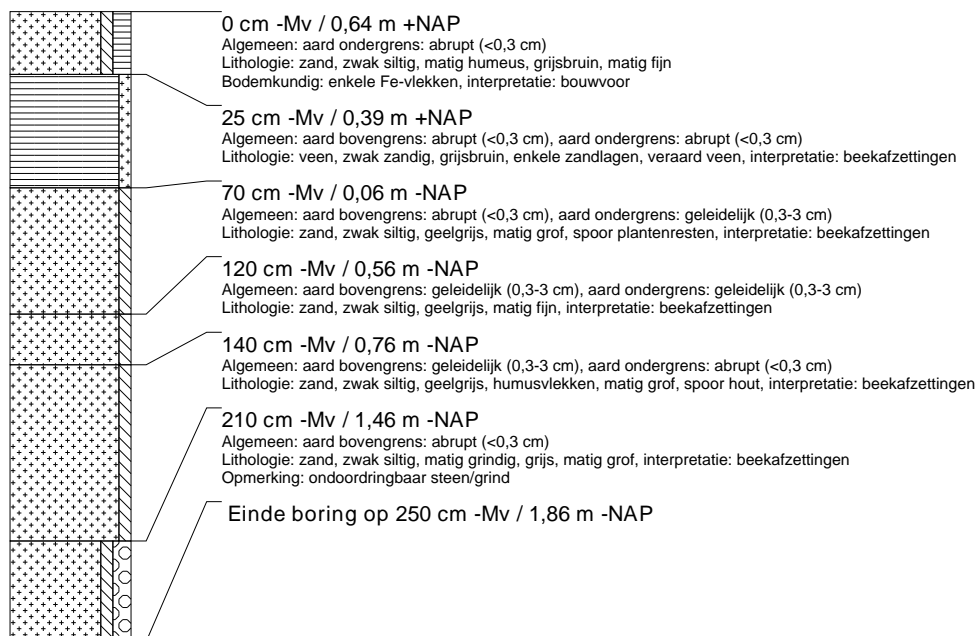 0 cm -Mv / 0,64 m +NAP
Algemeen: aard ondergrens: abrupt (<0,3 cm)
Lithologie: zand, zwak siltig, matig humeus, grijsbruin, matig fijn
Bodemkundig: enkele Fe-vlekken, interpretatie: bouwvoor
25 cm -Mv / 0,39 m +NAP
Algemeen: aard bovengrens: abrupt (<0,3 cm), aard ondergrens: abrupt (<0,3 cm)
Lithologie: veen, zwak zandig, grijsbruin, enkele zandlagen, veraard veen, interpretatie: beekafzettingen
70 cm -Mv / 0,06 m -NAP
Algemeen: aard bovengrens: abrupt (<0,3 cm), aard ondergrens: geleidelijk (0,3-3 cm)
Lithologie: zand, zwak siltig, geelgrijs, matig grof, spoor plantenresten, interpretatie: beekafzettingen
120 cm -Mv / 0,56 m -NAP
Algemeen: aard bovengrens: geleidelijk (0,3-3 cm), aard ondergrens: geleidelijk (0,3-3 cm)
Lithologie: zand, zwak siltig, geelgrijs, matig fijn, interpretatie: beekafzettingen
140 cm -Mv / 0,76 m -NAP
Algemeen: aard bovengrens: geleidelijk (0,3-3 cm), aard ondergrens: abrupt (<0,3 cm)
Lithologie: zand, zwak siltig, geelgrijs, humusvlekken, matig grof, spoor hout, interpretatie: beekafzettingen
210 cm -Mv / 1,46 m -NAP
Algemeen: aard bovengrens: abrupt (<0,3 cm)
Lithologie: zand, zwak siltig, matig grindig, grijs, matig grof, interpretatie: beekafzettingen
Opmerking: ondoordringbaar steen/grind
Einde boring op 250 cm -Mv / 1,86 m -NAP